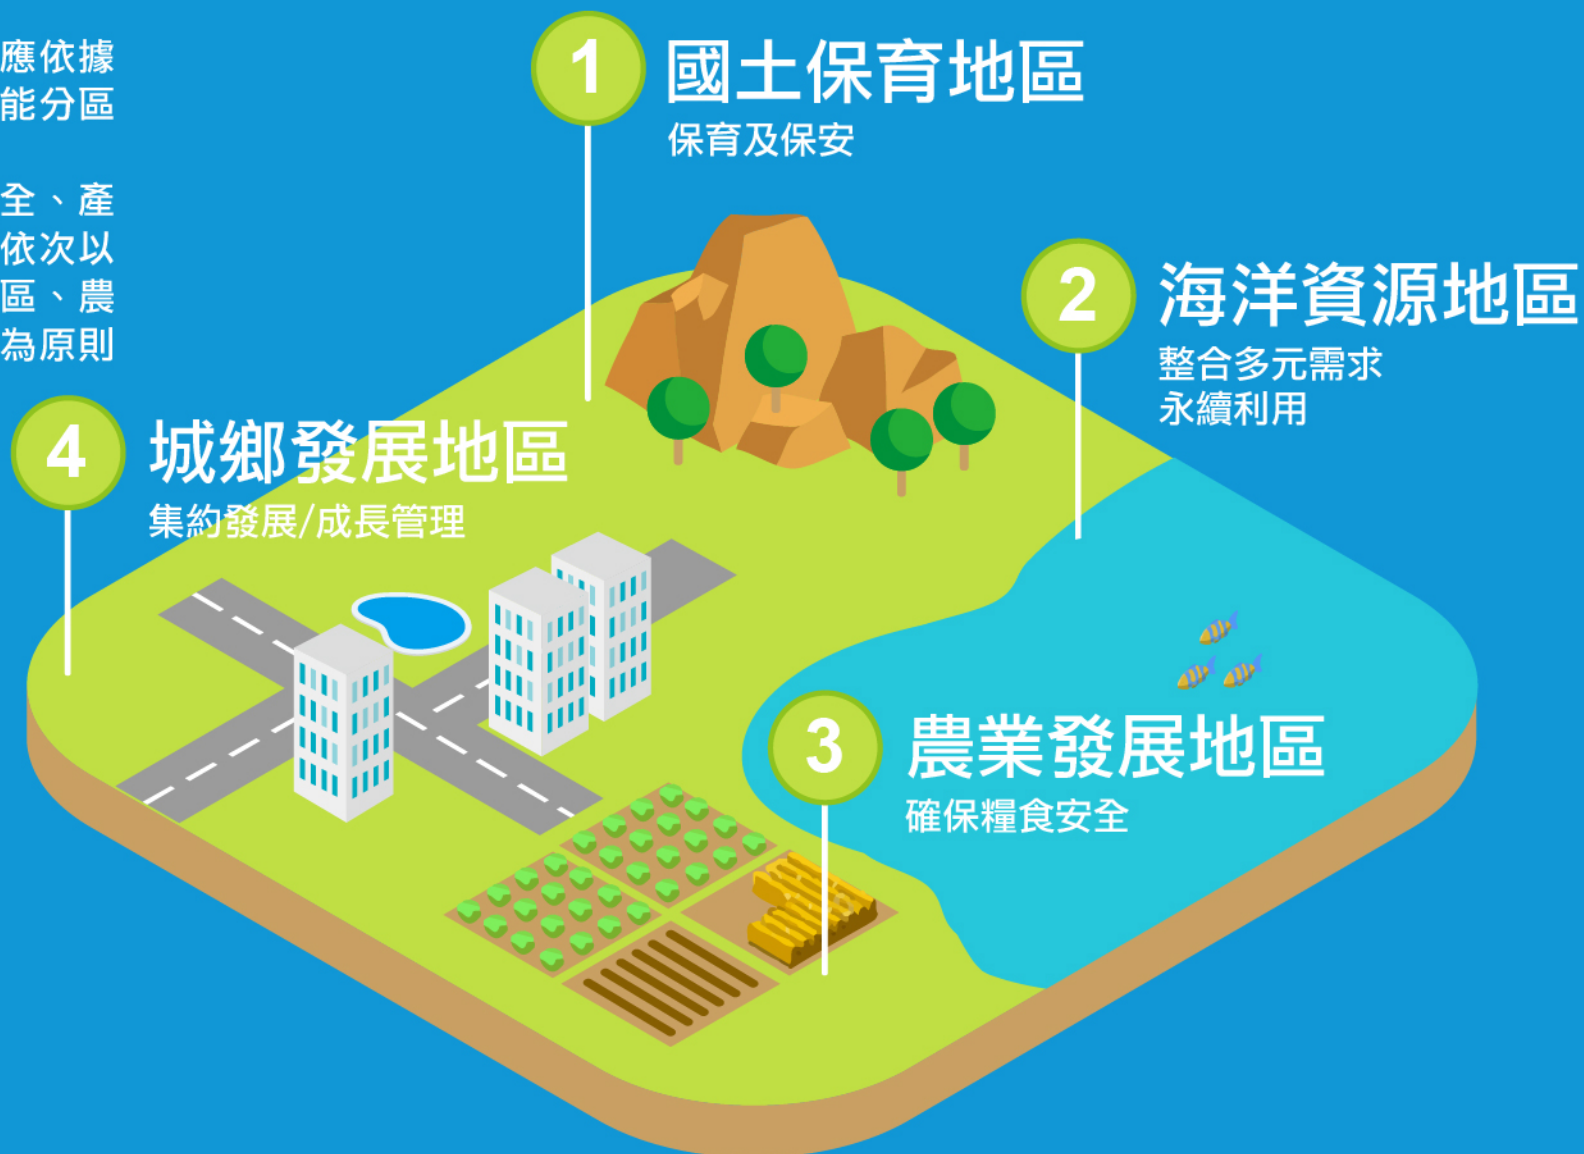 應依據
能分區
全、產
依次以
區、農
為原則
1
國土保育地區
保育及保安
2
海洋資源地區
整合多元需求
永續利用
4
城鄉發展地區
集約發展/成長管理
3
農業發展地區
確保糧食安全